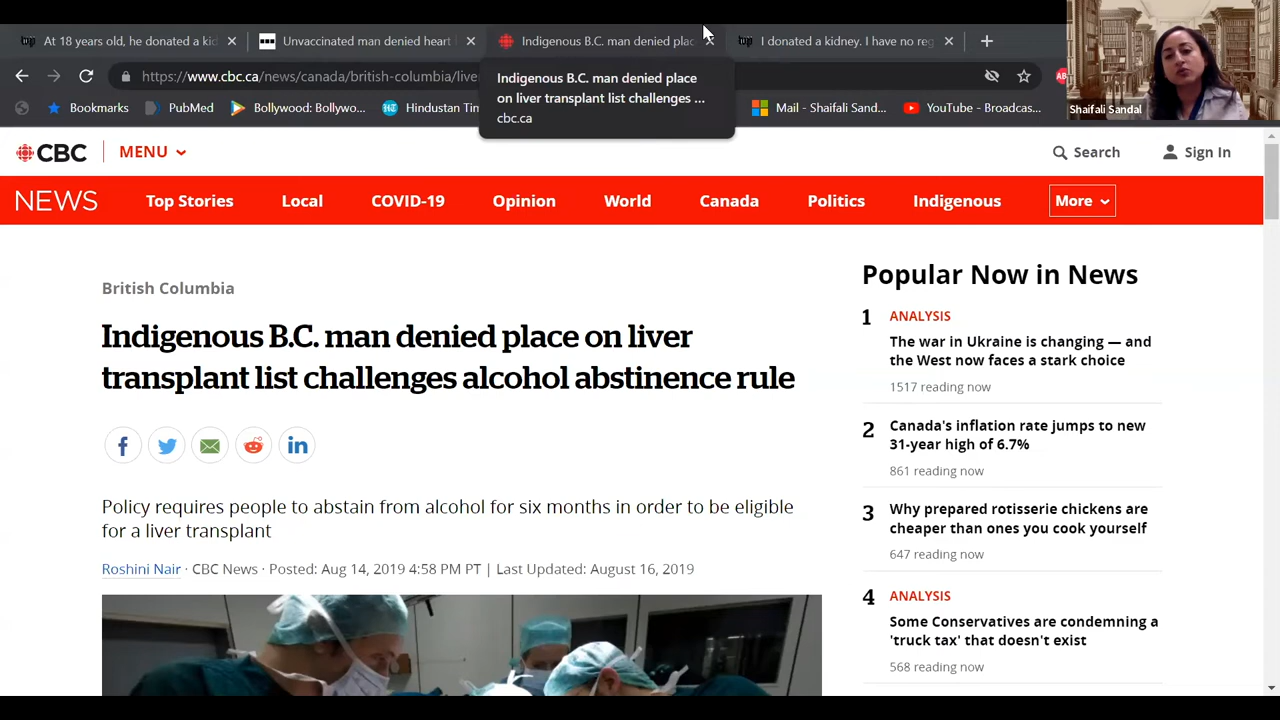 At 18 years old, he donated a kid
Unvaccinated man denied heart
Indigenous B.C. man denied plac
I donated a kidney. I have no reg
https://www.cbc.ca/news/canada/british-columbia/live
Indigenous B.C. man denied place
on liver transplant list challenges ...
cbc.ca
Bookmarks
PubMed
Bollywood: Bollywo...
Hindustan Tim
Mail - Shaifali Sand...
YouTube - Broadcas...
AB
Shaifali Sandal
CBC
MENU
Search
Sign In
NEWS
Top Stories
Local
COVID-19
Opinion
World
Canada
Politics
Indigenous
More
British Columbia
Indigenous B.C. man denied place on liver
transplant list challenges alcohol abstinence rule
Policy requires people to abstain from alcohol for six months in order to be eligible
for a liver transplant
Roshini Nair · CBC News · Posted: Aug 14, 2019 4:58 PM PT | Last Updated: August 16, 2019
Popular Now in News
1 ANALYSIS
The war in Ukraine is changing — and
the West now faces a stark choice
1517 reading now
2 Canada's inflation rate jumps to new
31-year high of 6.7%
861 reading now
3 Why prepared rotisserie chickens are
cheaper than ones you cook yourself
647 reading now
4 ANALYSIS
Some Conservatives are condemning a
'truck tax' that doesn't exist
568 reading now